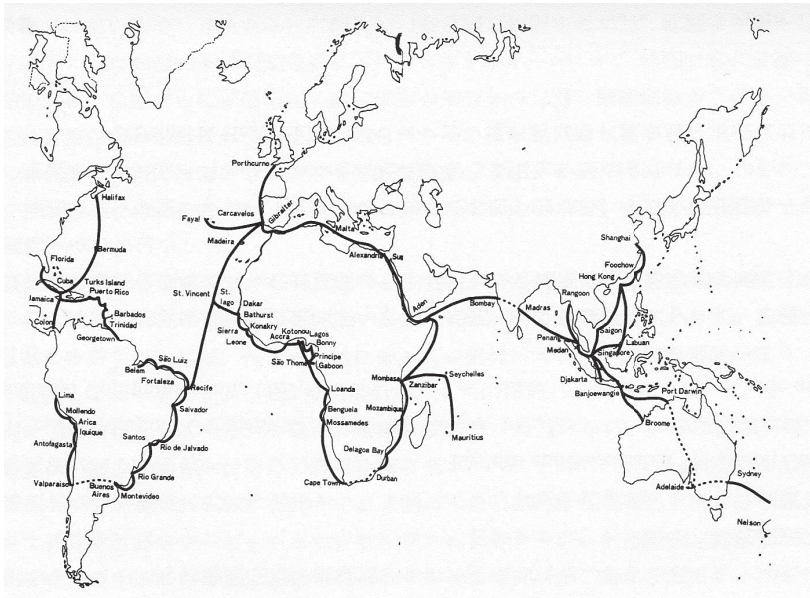 Porthcurno
Halifax
Fayal
Carcavelos
Gibraltar
Malta
Madeira
Alexandria
Suez
Bermuda
Florida
Cuba
Turks Island
Puerto Rico
Jamaica
Barbados
Trinidad
Colon
Georgetown
St. Vincent
St.
Iago
Dakar
Bathurst
Konakry
Sierra
Leone
Accra
Kotonou
Lagos
Bonny
Principe
São Thome
Gaboon
Aden
Bombay
Madras
Rangoon
Shanghai
Foochow
Hong Kong
Saigon
Penang
Medan
Singapore
Labuan
Djakarta
Banjoewangie
Port Darwin
Broome
Adelaide
Sydney
Nelson
São Luiz
Belem
Fortaleza
Recife
Salvador
Lima
Mollendo
Arica
Iquique
Antofagasta
Santos
Rio de Jalvado
Valparaiso
Buenos
Aires
Rio Grande
Montevideo
Loanda
Benguela
Mossamedes
Cape Town
Durban
Delagoa Bay
Mozambique
Mombasa
Zanzibar
Seychelles
Mauritius